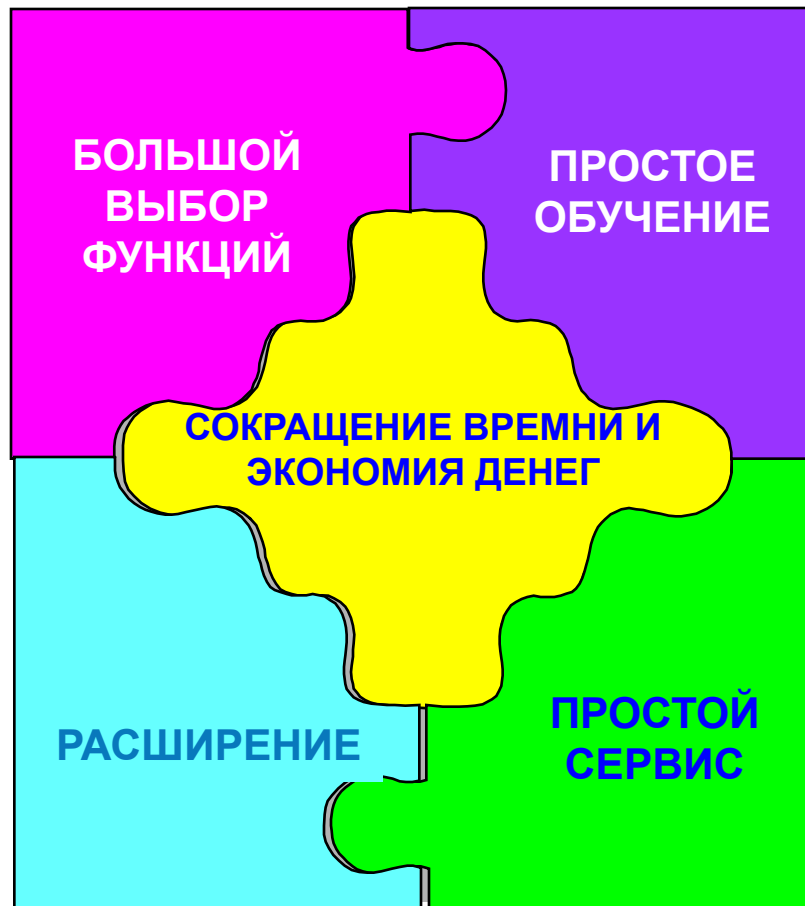 БОЛЬШОЙ
ВЫБОР
ФУНКЦИЙ
ПРОСТОЕ
ОБУЧЕНИЕ
СОКРАЩЕНИЕ ВРЕМНИ И
ЭКОНОМИЯ ДЕНЕГ
РАСШИРЕНИЕ
ПРОСТОЙ
СЕРВИС